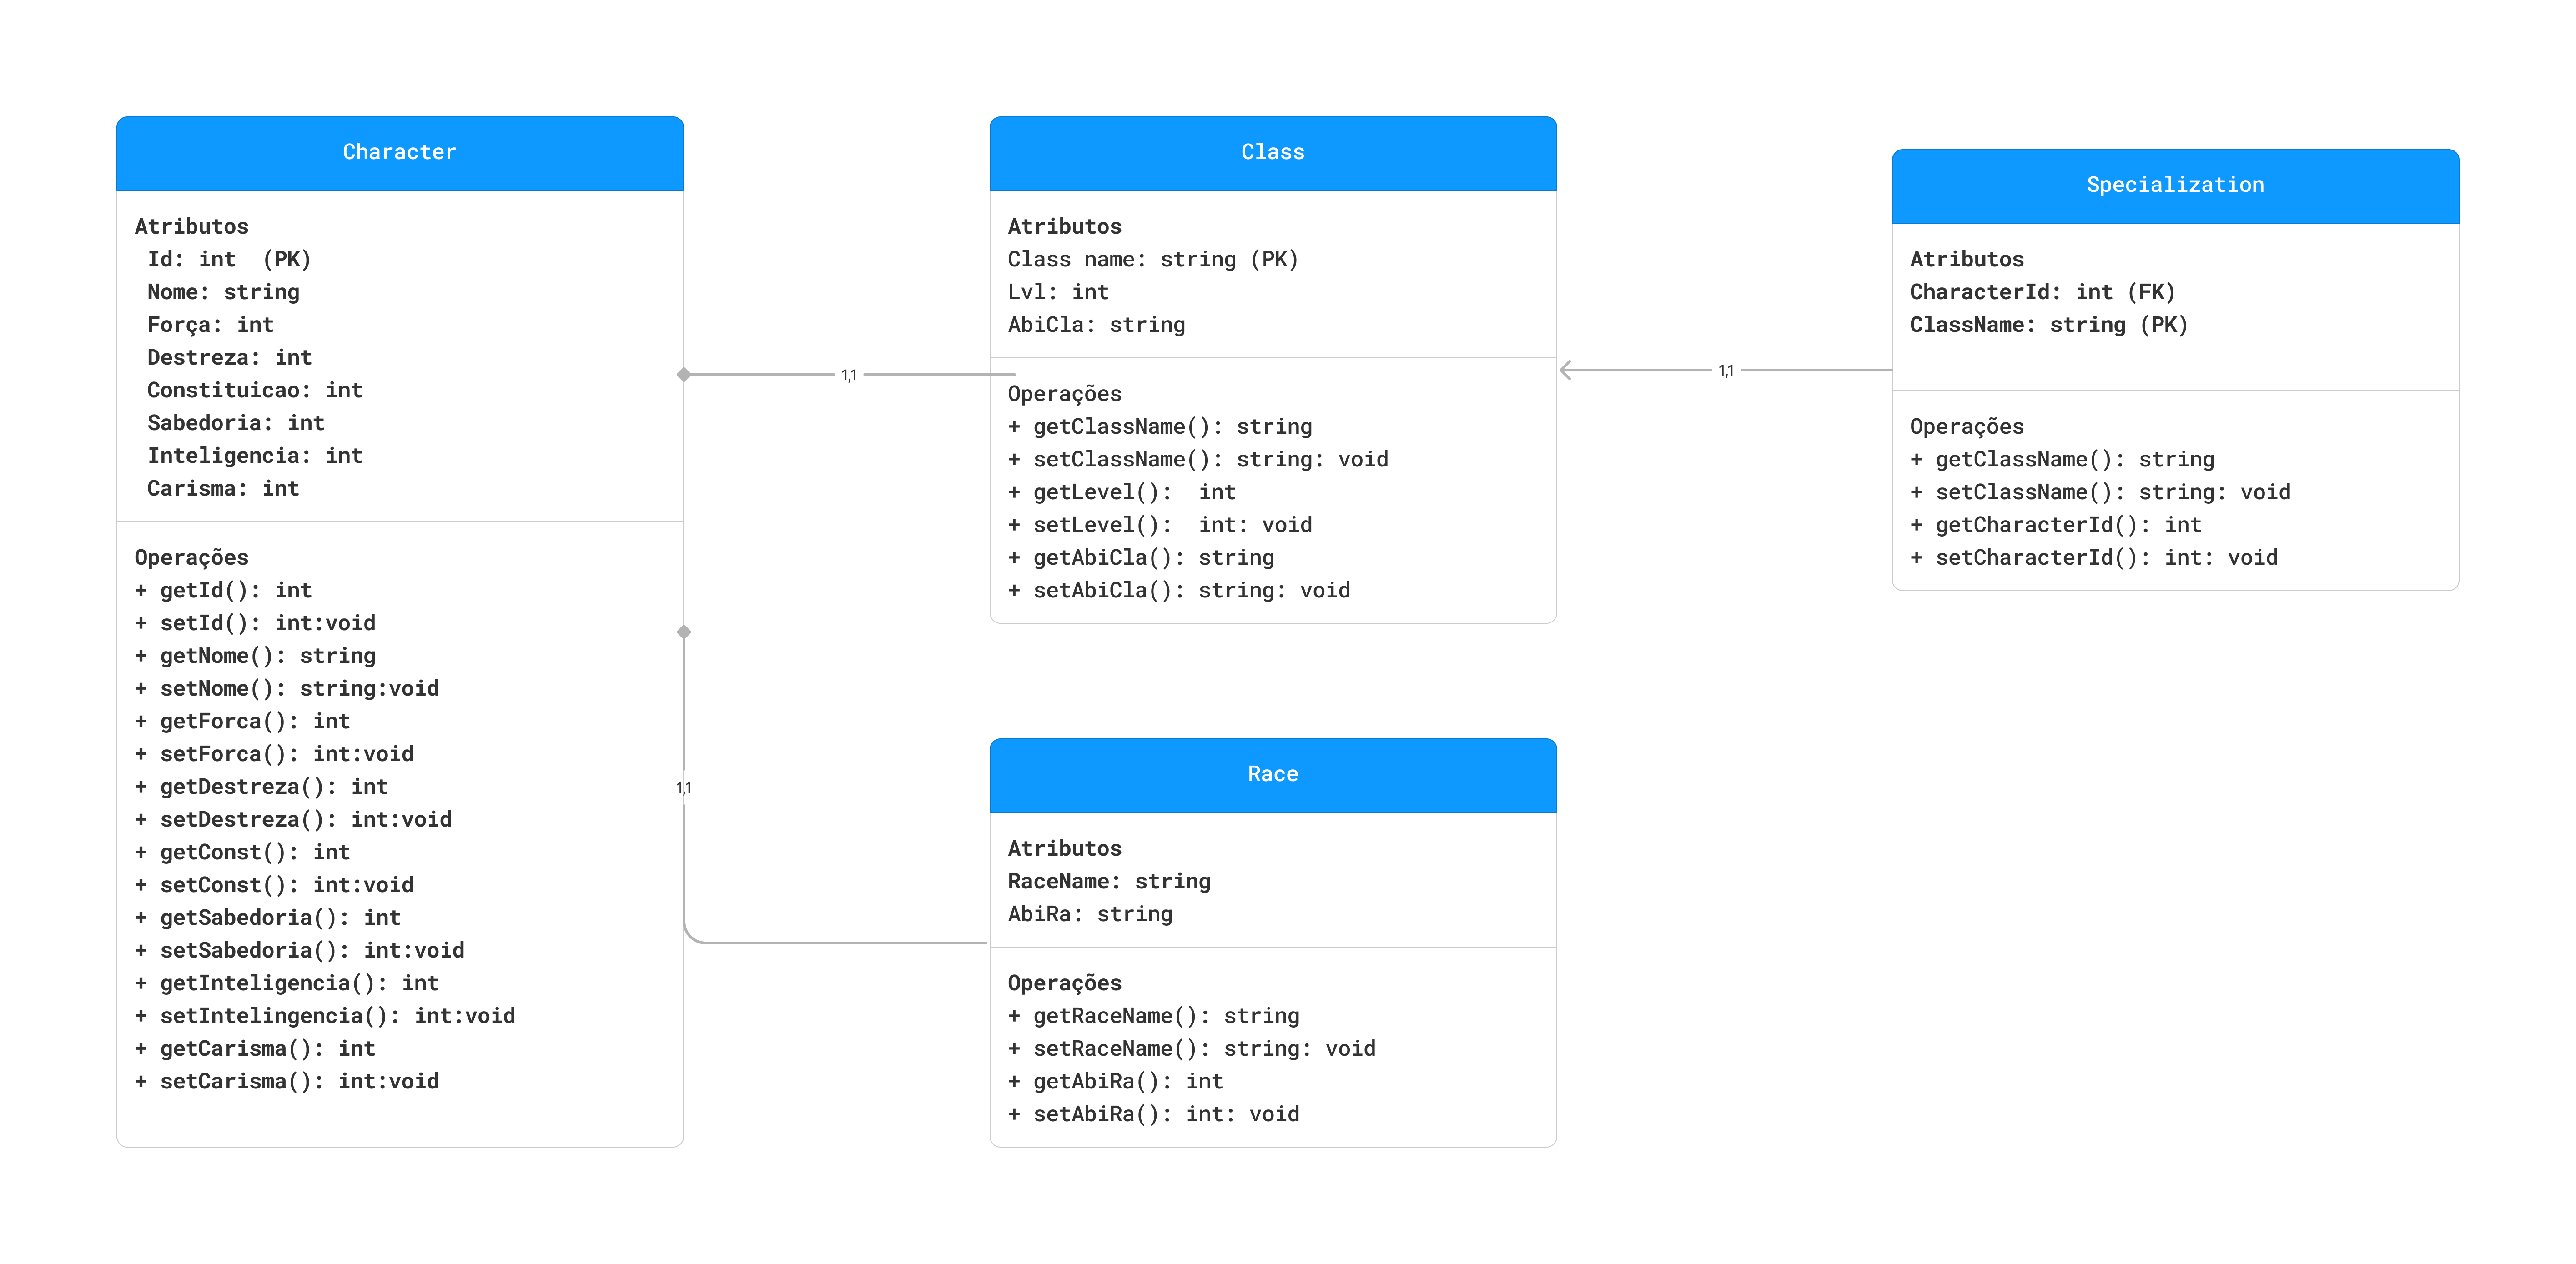 Character
Atributos
Id: int  (PK)
Nome: string
Força: int
Destreza: int
Constituicao: int
Sabedoria: int
Inteligencia: int
Carisma: int
Operações
+ getId(): int
+ setId(): int:void
+ getNome(): string
+ setNome(): string:void
+ getForca(): int
+ setForca(): int:void
+ getDestreza(): int
+ setDestreza(): int:void
+ getConst(): int
+ setConst(): int:void
+ getSabedoria(): int
+ setSabedoria(): int:void
+ getInteligencia(): int
+ setIntelingencia(): int:void
+ getCarisma(): int
+ setCarisma(): int:void
1,1
1,1
Class
Atributos
Class name: string (PK)
Lvl: int
AbiCla: string
Operações
+ getClassName(): string
+ setClassName(): string: void
+ getLevel():  int
+ setLevel():  int: void
+ getAbiCla(): string
+ setAbiCla(): string: void
1,1
Race
Atributos
RaceName: string
AbiRa: string
Operações
+ getRaceName(): string
+ setRaceName(): string: void
+ getAbiRa(): int
+ setAbiRa(): int: void
Specialization
Atributos
CharacterId: int (FK)
ClassName: string (PK)
Operações
+ getClassName(): string
+ setClassName(): string: void
+ getCharacterId(): int
+ setCharacterId(): int: void